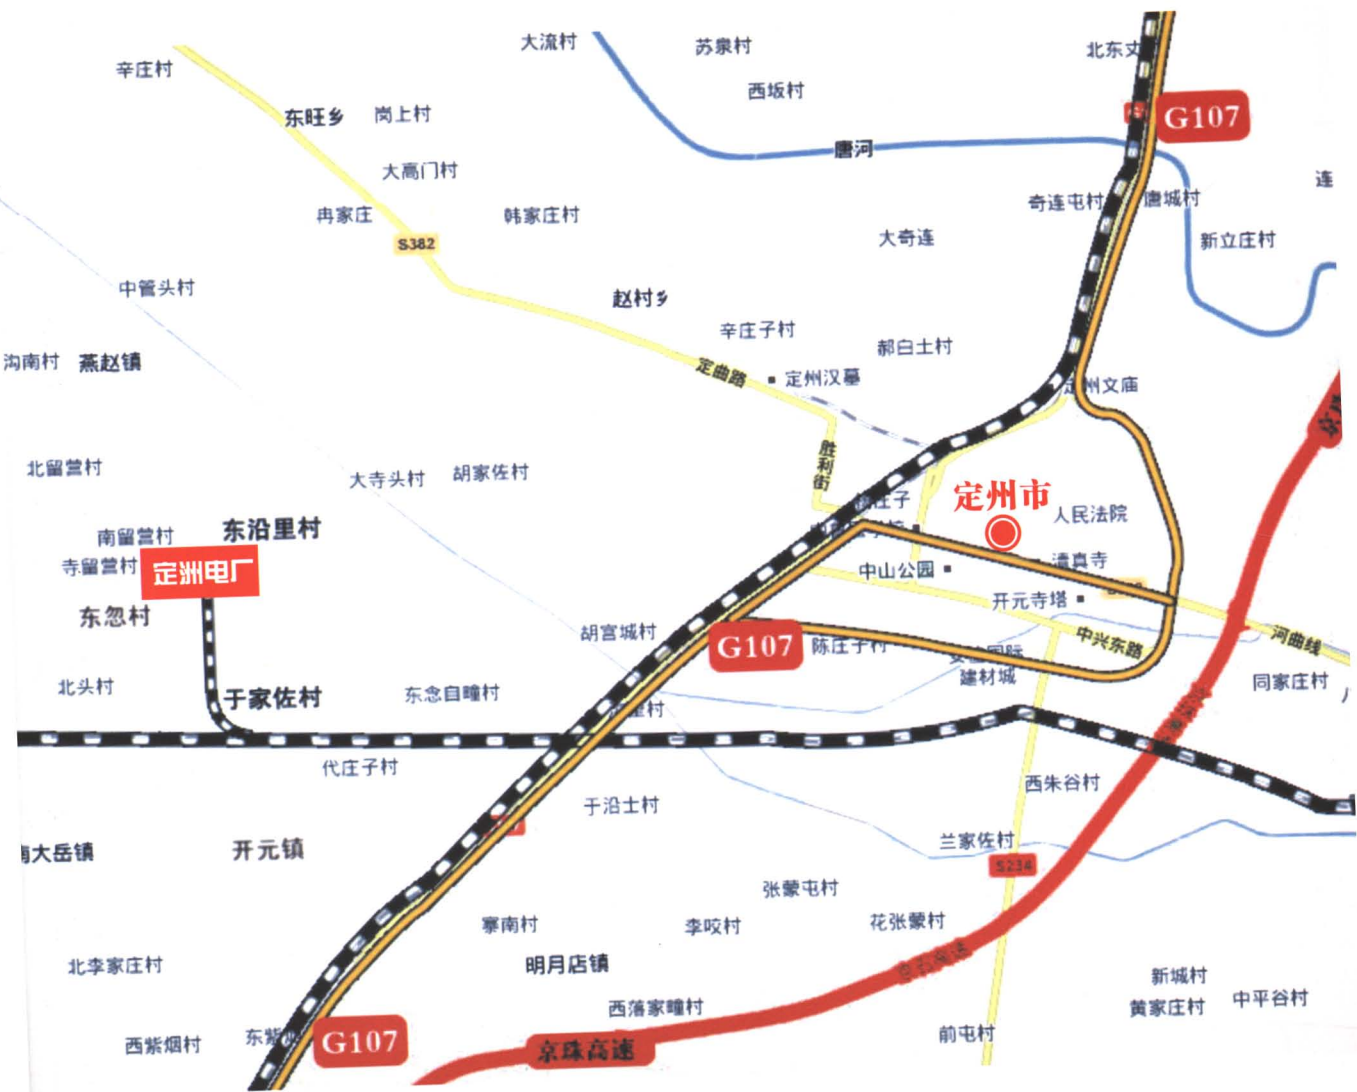 大流村
苏泉村
北东丈
辛庄村
西坂村
东旺乡
岗上村
G107
唐河
大高门村
连
冉家庄
韩家庄村
奇连屯村
唐城村
S382
大奇连
新立庄村
中管头村
赵村乡
辛庄子村
郝白土村
沟南村
燕赵镇
定曲路
定州汉墓
定州文庙
胜利街
北留营村
大寺头村
胡家佐村
定州市
人民法院
南留营村
东沿里村
寺留营村
定洲电厂
中山公园
清真寺
开元寺塔
东忽村
胡宫城村
G107
陈庄子村
中兴东路
河曲线
建材城
同家庄村
北头村
于家佐村
东念自疃村
代庄子村
西朱谷村
于沿士村
南大岳镇
开元镇
兰家佐村
S234
张蒙屯村
寨南村
李咬村
花张蒙村
北李家庄村
明月店镇
新城村
西落家疃村
黄家庄村
中平谷村
西紫烟村
东紫
G107
京珠高速
前屯村